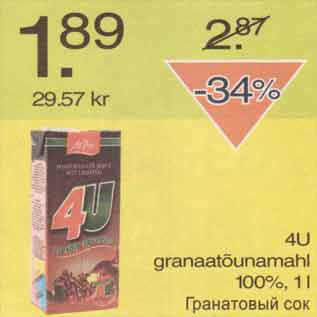 1.89
2.87
29.57 kr
-34%
4U
4U
granaatõunamahl
100%, 1 l
Гранатовый сок